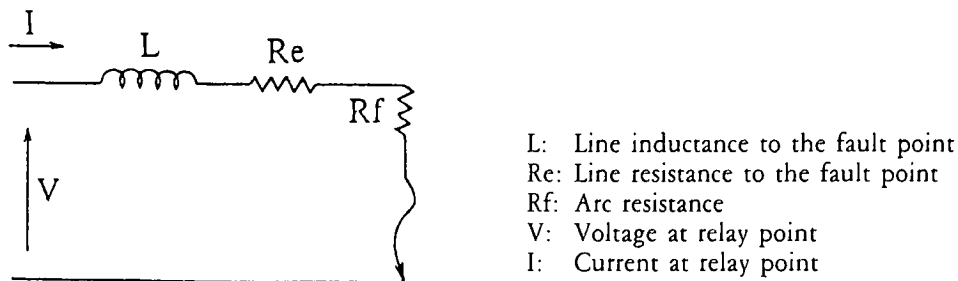 I
L
Re
Rf
V
L: Line inductance to the fault point
Re: Line resistance to the fault point
Rf: Arc resistance
V: Voltage at relay point
I: Current at relay point